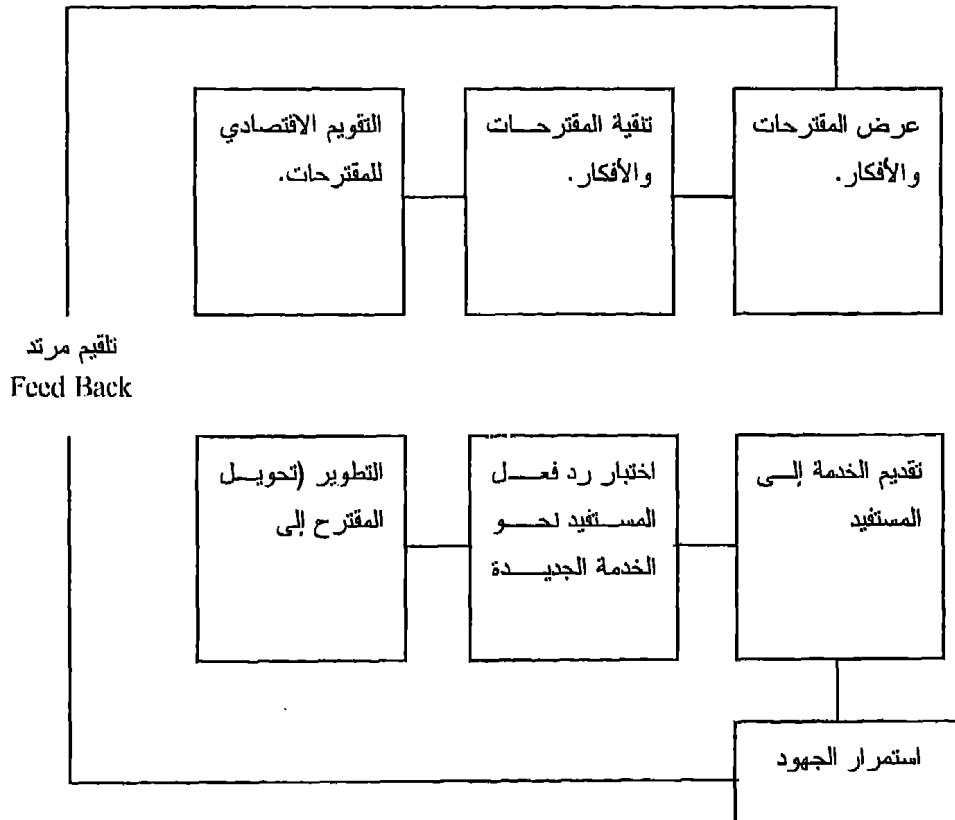 عرض المقترحات
والأفكار.
تنقية المقترحات
والأفكار.
التقويم الاقتصادي
للمقترحات.
تلقيم مرتد
Feed Back
التطوير (تحويل
المقترح إلى
اختبار رد فعل
المستفيد نحو
الخدمة الجديدة
تقديم الخدمة إلى
المستفيد
استمرار الجهود